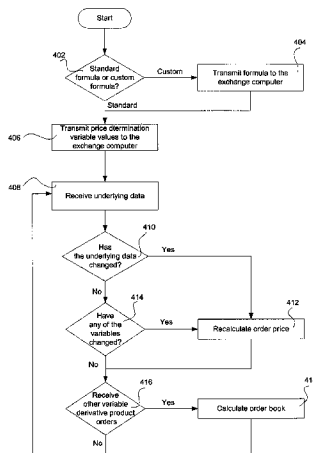 Start
402
Standard
formula or custom
formula?
Custom
404
Transmit formula to the
exchange computer
Standard
406
Transmit price dtermination
variable values to the
exchange computer
408
Receive underlying data
410
Has
the underlying data
changed?
Yes
No
414
Have
any of the
variables changed?
Yes
412
Recalculate order price
No
416
Receive
other variable
derivative product
orders
Yes
41
Calculate order book
No